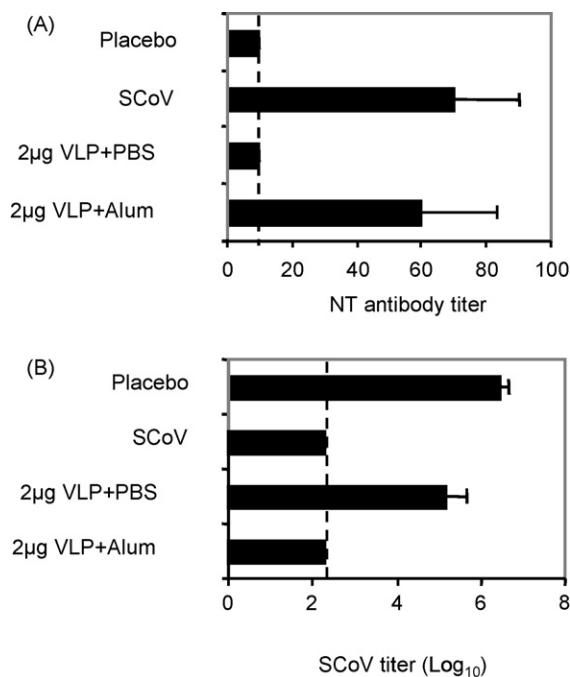 (A)
Placebo
SCoV
2µg VLP+PBS
2µg VLP+Alum
0 20 40 60 80 100
NT antibody titer
(B)
Placebo
SCoV
2µg VLP+PBS
2µg VLP+Alum
0 2 4 6 8
SCoV titer (Log₁₀)